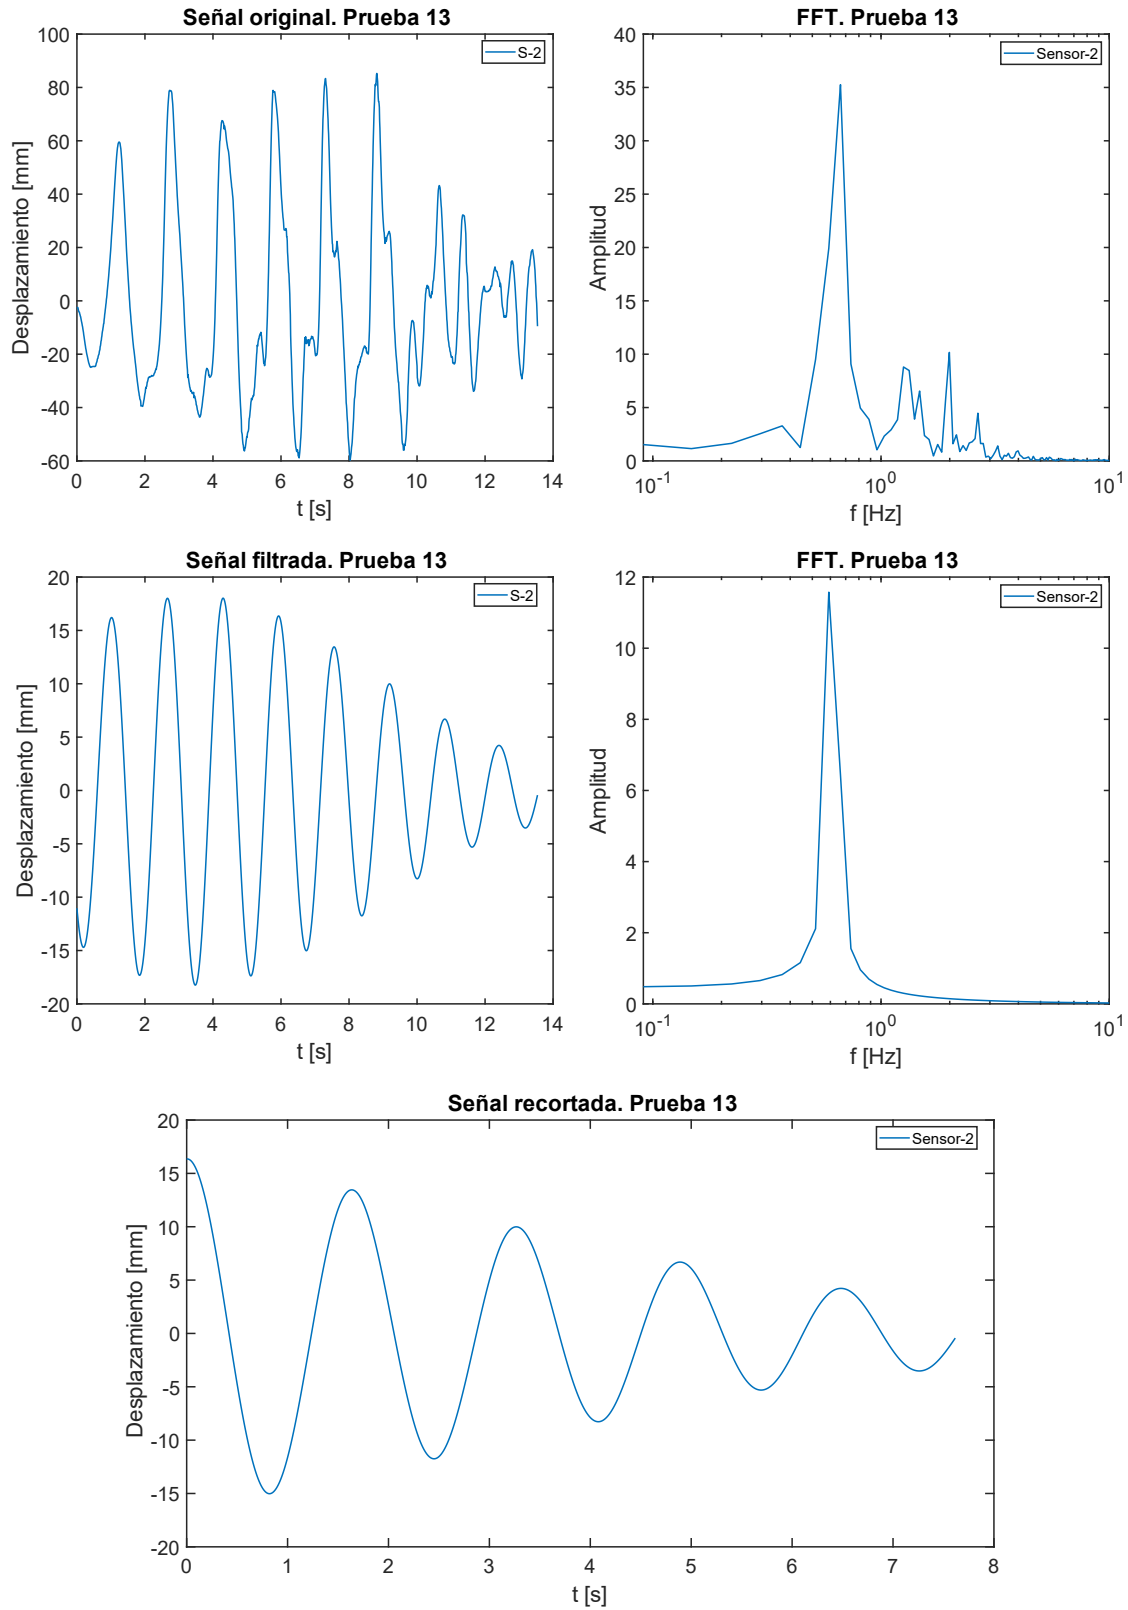 Señal original. Prueba 13
S-2
Desplazamiento [mm]
100
80
60
40
20
0
-20
-40
-60
0 2 4 6 8 10 12 14
t [s]
FFT. Prueba 13
Sensor-2
Amplitud
40
35
30
25
20
15
10
5
0
10^-1 10^0 10^1
f [Hz]
Señal filtrada. Prueba 13
S-2
Desplazamiento [mm]
20
15
10
5
0
-5
-10
-15
-20
0 2 4 6 8 10 12 14
t [s]
FFT. Prueba 13
Sensor-2
Amplitud
12
10
8
6
4
2
0
10^-1 10^0 10^1
f [Hz]
Señal recortada. Prueba 13
Sensor-2
Desplazamiento [mm]
20
15
10
5
0
-5
-10
-15
-20
0 1 2 3 4 5 6 7 8
t [s]